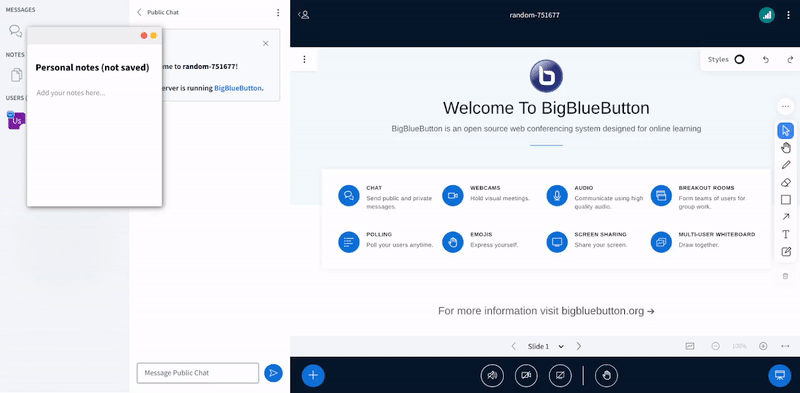 MESSAGES
NOTES
USERS
Us
Personal notes (not saved)
Add your notes here...
Public Chat
me to random-751677!
erver is running BigBlueButton.
Message Public Chat
random-751677
Styles
b
Welcome To BigBlueButton
BigBlueButton is an open source web conferencing system designed for online learning
CHAT
Send public and private
messages.
WEBCAMS
Hold visual meetings.
AUDIO
Communicate using high
quality audio.
BREAKOUT ROOMS
Form teams of users for
group work.
POLLING
Poll your users anytime.
EMOJIS
Express yourself.
SCREEN SHARING
Share your screen.
MULTI-USER WHITEBOARD
Draw together.
For more information visit bigbluebutton.org →
Slide 1
100%